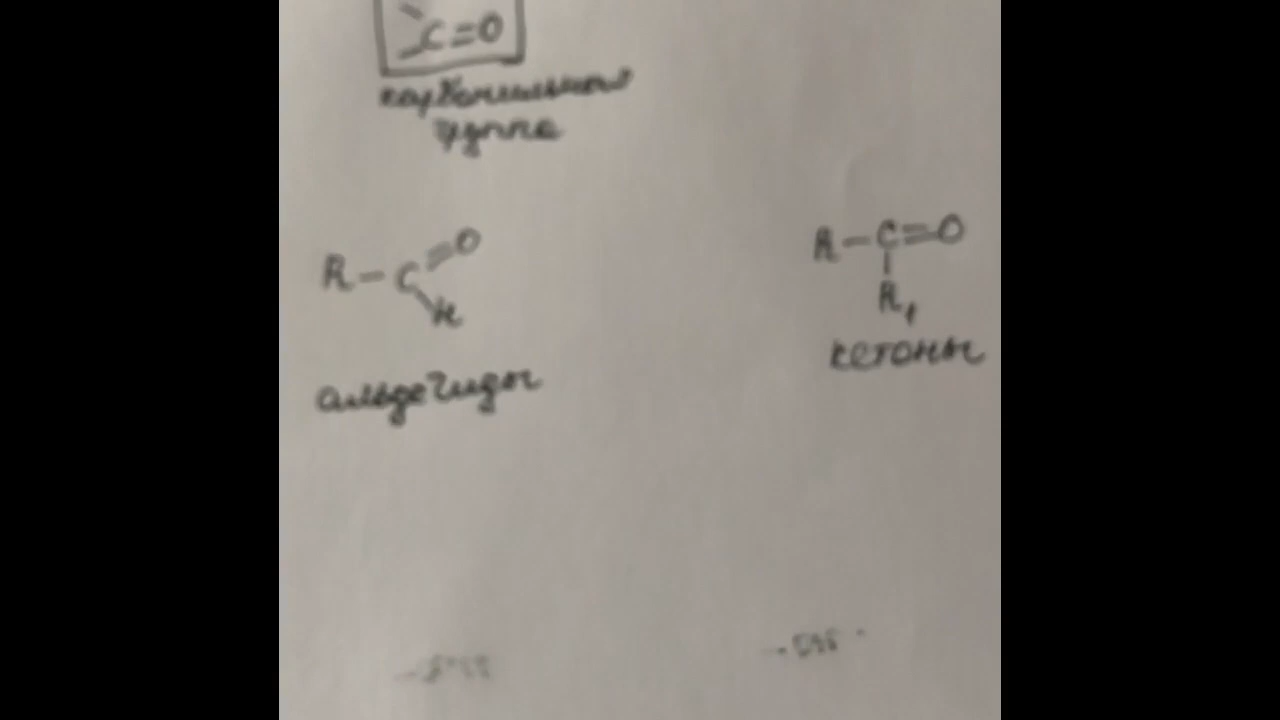 C=O
карбонильная
группа
R–C=O
H
альдегиды
R–C=O
R₁
кетоны